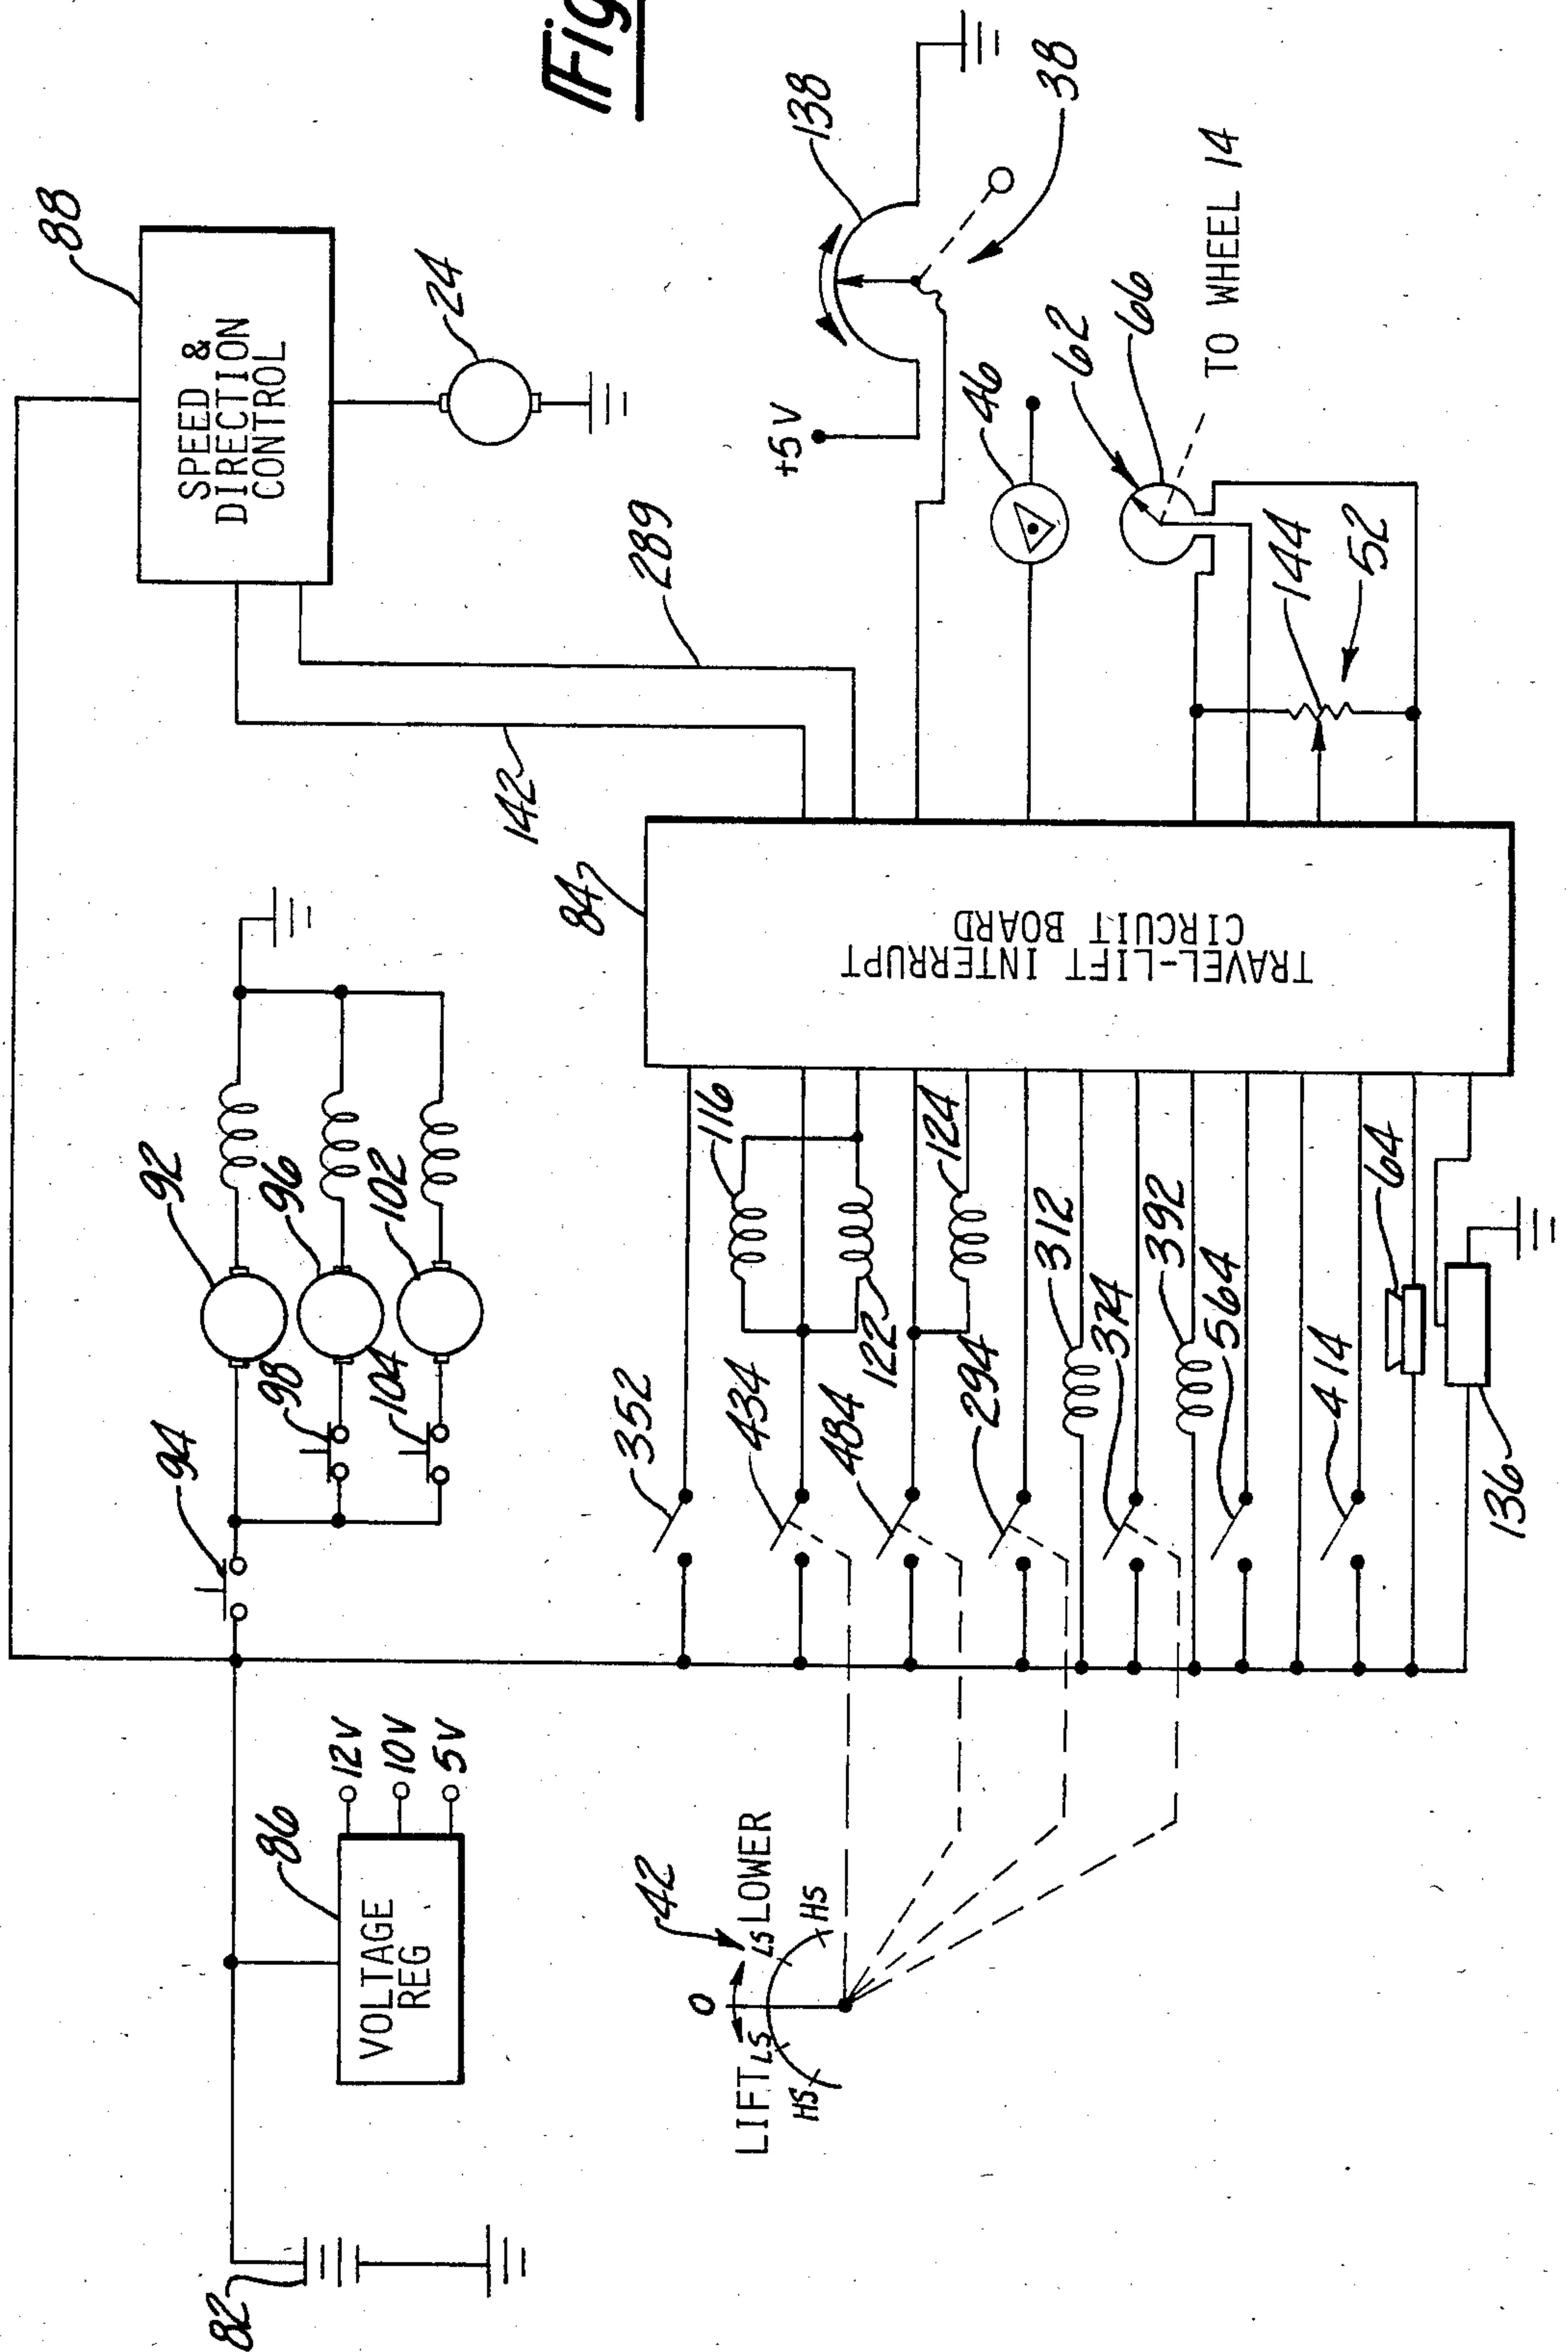 Fig
88
SPEED &
DIRECTION
CONTROL
24
138
38
+5V
46
62
66
TO WHEEL 14
289
142
144
52
84
TRAVEL-LIFT INTERRUPT
CIRCUIT BOARD
92
96
102
94
98
104
116
122
124
352
434
484
294
312
374
392
564
414
64
136
86
VOLTAGE
REG
12V
10V
5V
42
0
LIFT
LS
HS
LS
LOWER
HS
82